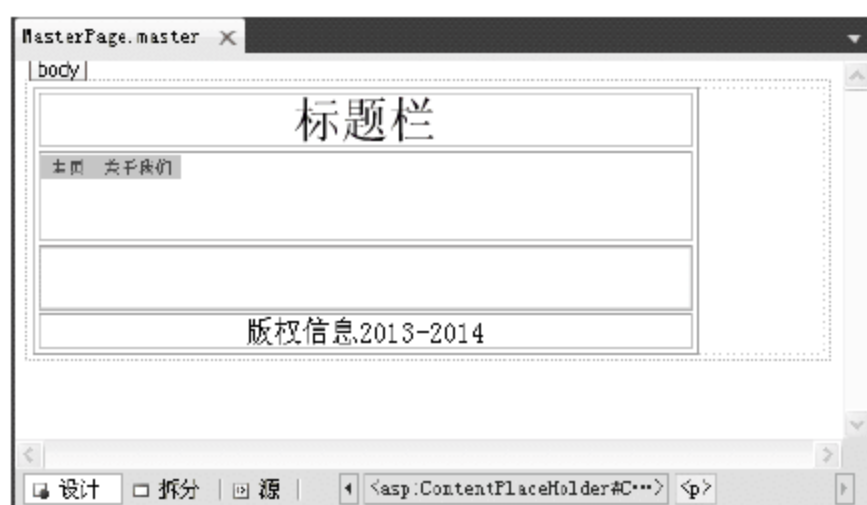 MasterPage.master
body
标题栏
主页 关于我们
版权信息2013-2014
设计 拆分 源 <asp:ContentPlaceHolder#C…> <p>